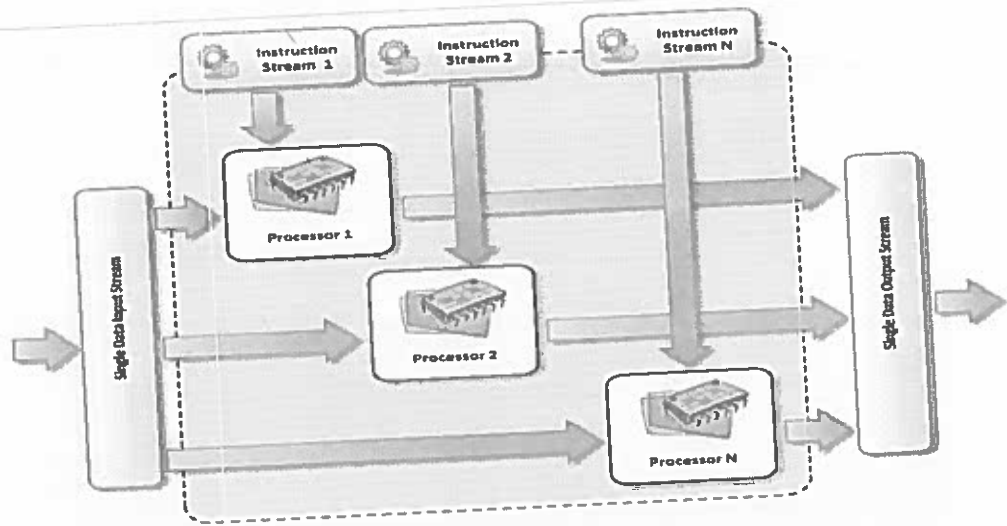 Instruction
Stream 1
Instruction
Stream 2
Instruction
Stream N
Single Data Input Stream
Processor 1
Processor 2
Processor N
Single Data Output Stream